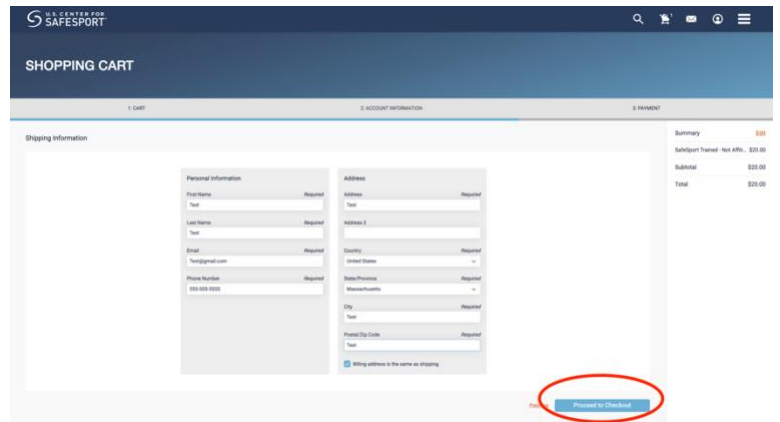 U.S. CENTER FOR
SAFESPORT
SHOPPING CART
1. CART
2. ACCOUNT INFORMATION
3. PAYMENT
Shipping Information
Summary Edit
SafeSport Trained - Not Affili... $20.00
Subtotal $20.00
Total $20.00
Personal Information
First Name Required
Test
Last Name Required
Test
Email Required
Test@gmail.com
Phone Number Required
555-555-5555
Address
Address Required
Test
Address 2
Country Required
United States
State/Province Required
Massachusetts
City Required
Test
Postal/Zip Code Required
Test
Billing address is the same as shipping
Proceed to Checkout